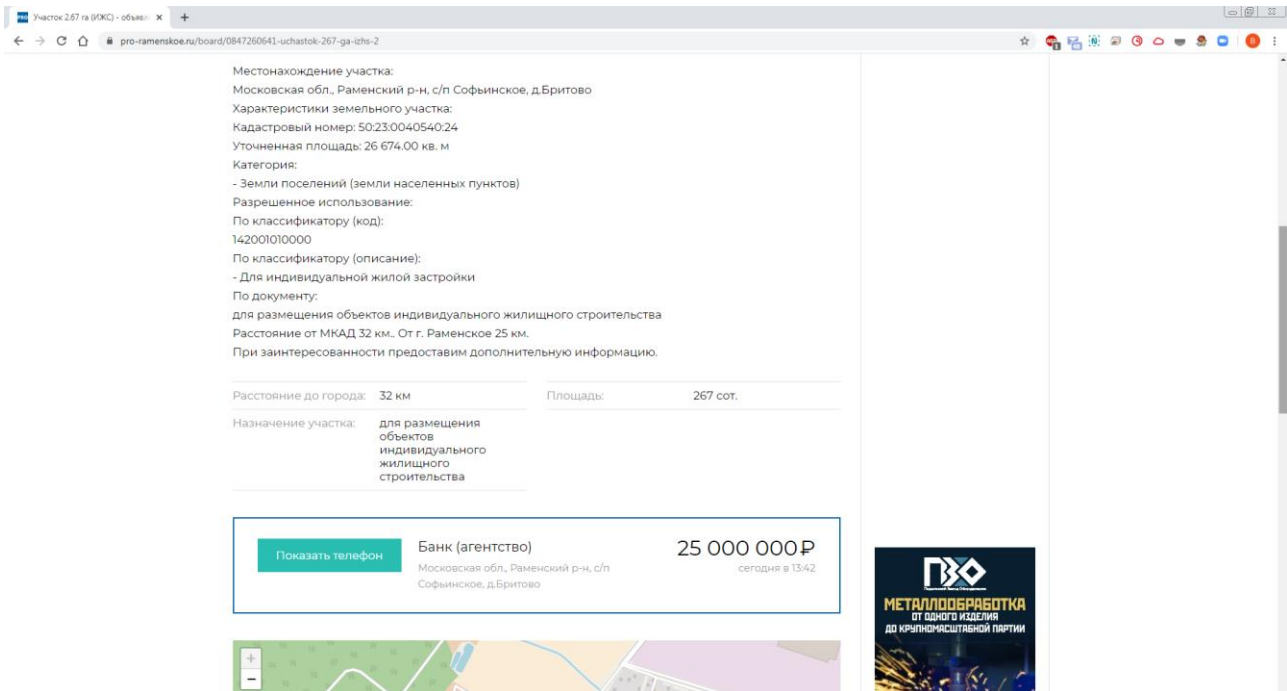 Участок 2.67 га (ИЖС) - объявл
pro-ramenskoe.ru/board/0847260641-uchastok-267-ga-izhs-2
Местонахождение участка:
Московская обл., Раменский р-н, с/п Софьинское, д.Бритово
Характеристики земельного участка:
Кадастровый номер: 50:23:0040540:24
Уточненная площадь: 26 674.00 кв. м
Категория:
- Земли поселений (земли населенных пунктов)
Разрешенное использование:
По классификатору (код):
142001010000
По классификатору (описание):
- Для индивидуальной жилой застройки
По документу:
для размещения объектов индивидуального жилищного строительства
Расстояние от МКАД 32 км.. От г. Раменское 25 км.
При заинтересованности предоставим дополнительную информацию.
Расстояние до города: 32 км
Площадь: 267 сот.
Назначение участка: для размещения
объектов
индивидуального
жилищного
строительства
Показать телефон
Банк (агентство)
Московская обл., Раменский р-н, с/п
Софьинское, д.Бритово
25 000 000₽
сегодня в 13:42
ПЗО
МЕТАЛЛООБРАБОТКА
ОТ ОДНОГО ИЗДЕЛИЯ
ДО КРУПНОМАСШТАБНОЙ ПАРТИИ